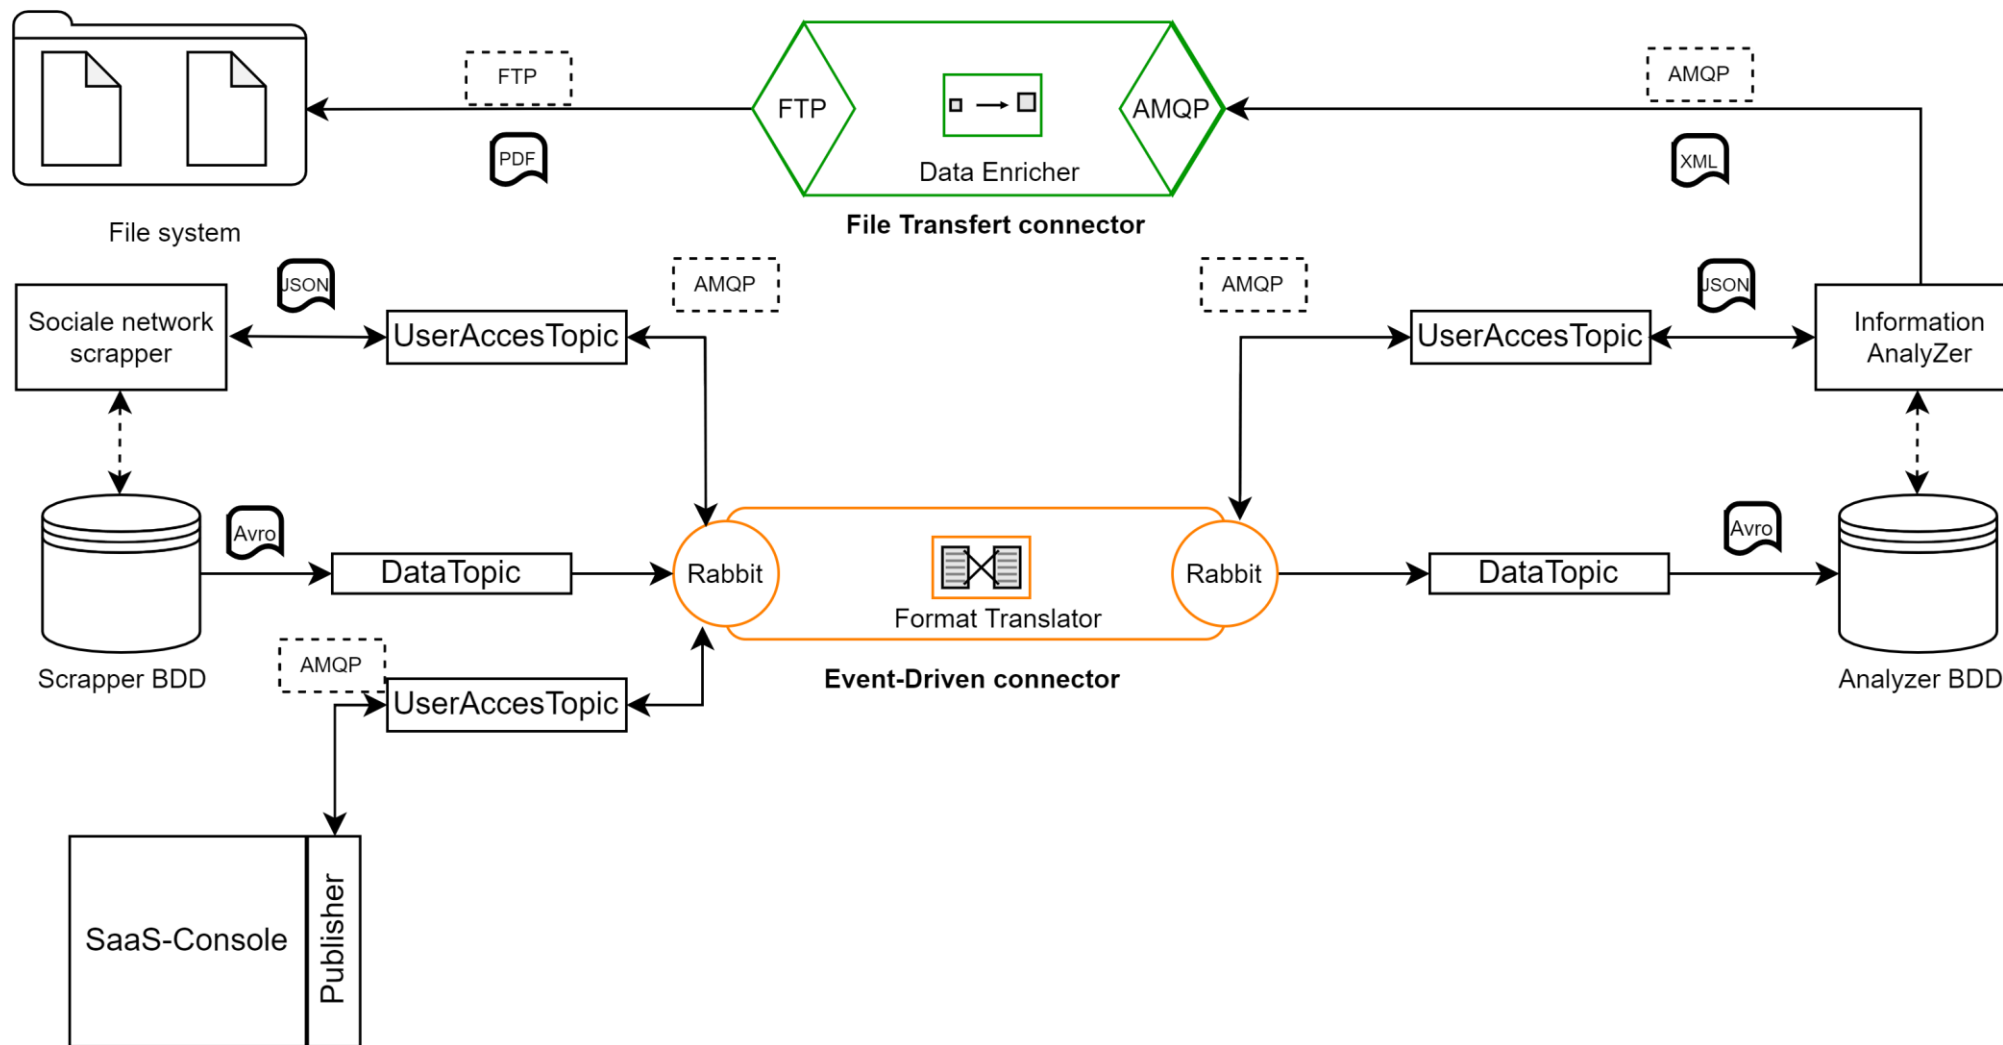 FTP
AMQP
FTP
AMQP
PDF
XML
Data Enricher
File Transfert connector
File system
JSON
AMQP
AMQP
JSON
Sociale network
scrapper
UserAccesTopic
UserAccesTopic
Information
AnalyZer
Avro
Avro
DataTopic
Rabbit
Rabbit
DataTopic
Format Translator
AMQP
Scrapper BDD
Event-Driven connector
Analyzer BDD
UserAccesTopic
SaaS-Console
Publisher